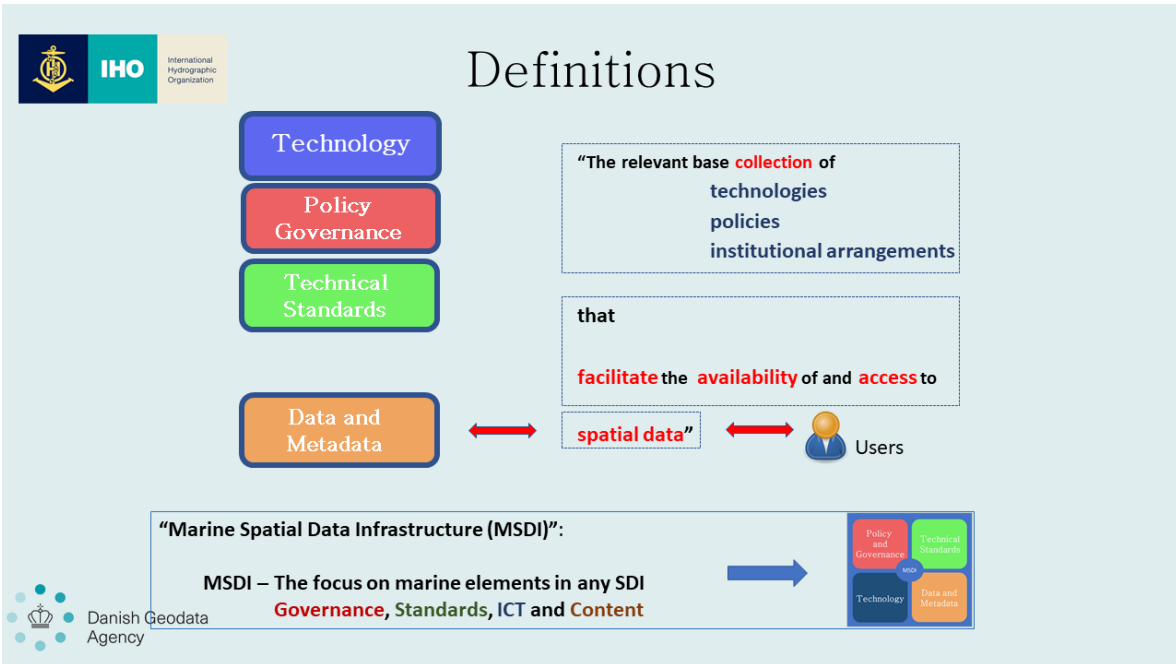 IHO
International
Hydrographic
Organization
Definitions
Technology
Policy
Governance
Technical
Standards
Data and
Metadata
“The relevant base collection of
technologies
policies
institutional arrangements
that
facilitate the availability of and access to
spatial data”
Users
“Marine Spatial Data Infrastructure (MSDI)”:
MSDI – The focus on marine elements in any SDI
Governance, Standards, ICT and Content
Policy
and
Governance
Technical
Standards
MSDI
Technology
Data and
Metadata
Danish Geodata
Agency